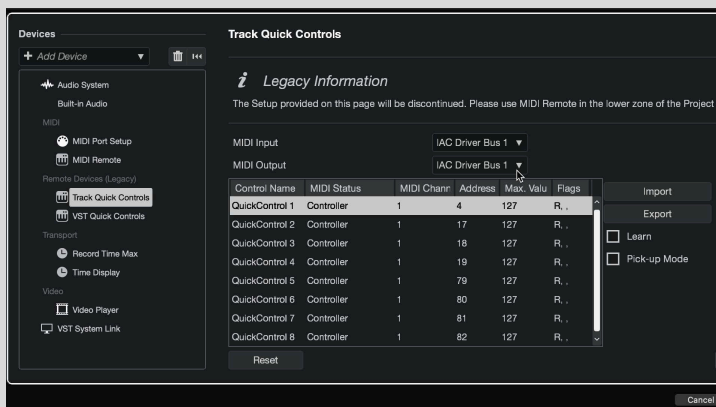 Devices
Track Quick Controls
+ Add Device
Audio System
Built-in Audio
MIDI
MIDI Port Setup
MIDI Remote
Remote Devices (Legacy)
Track Quick Controls
VST Quick Controls
Transport
Record Time Max
Time Display
Video
Video Player
VST System Link
i Legacy Information
The Setup provided on this page will be discontinued. Please use MIDI Remote in the lower zone of the Project
MIDI Input IAC Driver Bus 1
MIDI Output IAC Driver Bus 1
Control Name MIDI Status MIDI Chanr Address Max. Valu Flags
QuickControl 1 Controller 1 4 127 R, ,
QuickControl 2 Controller 1 17 127 R, ,
QuickControl 3 Controller 1 18 127 R, ,
QuickControl 4 Controller 1 19 127 R, ,
QuickControl 5 Controller 1 79 127 R, ,
QuickControl 6 Controller 1 80 127 R, ,
QuickControl 7 Controller 1 81 127 R, ,
QuickControl 8 Controller 1 82 127 R, ,
Import
Export
Learn
Pick-up Mode
Reset
Cancel